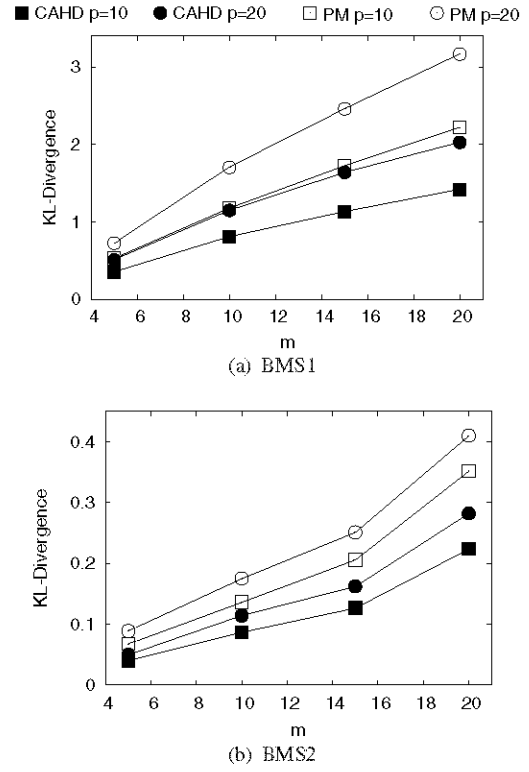 CAHD p=10 CAHD p=20 PM p=10 PM p=20
3
2
1
0
KL-Divergence
4 6 8 10 12 14 16 18 20
m
(a) BMS1
0.4
0.3
0.2
0.1
0
KL-Divergence
4 6 8 10 12 14 16 18 20
m
(b) BMS2